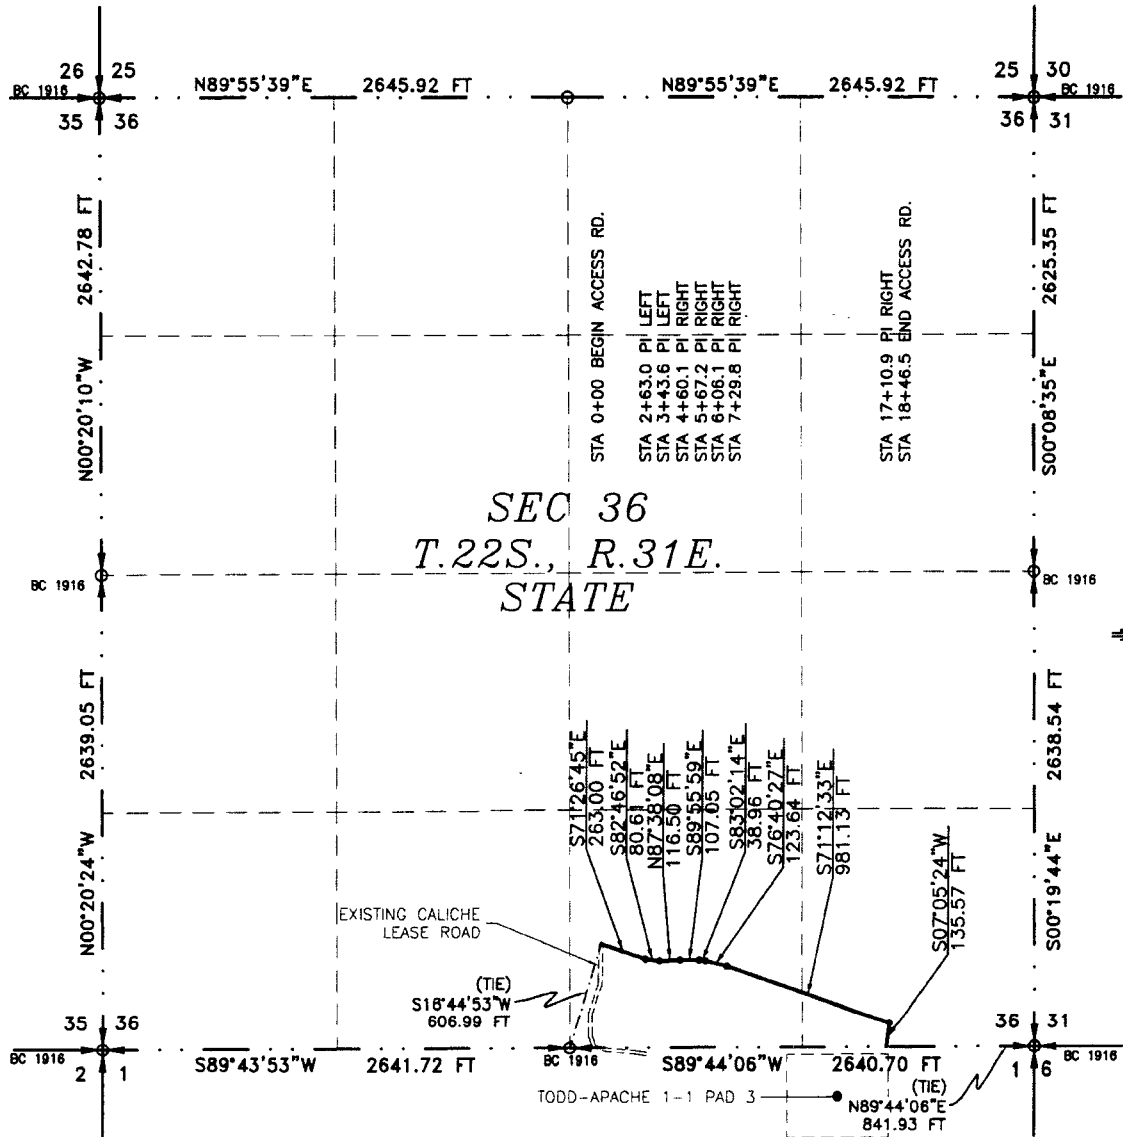 26 25
BC 1916
35 36
N89°55'39"E 2645.92 FT
N89°55'39"E 2645.92 FT
25 30
BC 1916
36 31
2642.78 FT
N00°20'10"W
2625.35 FT
S00°08'35"E
STA 0+00 BEGIN ACCESS RD.
STA 2+63.0 PI LEFT
STA 3+43.6 PI LEFT
STA 4+60.1 PI RIGHT
STA 5+67.2 PI RIGHT
STA 6+06.1 PI RIGHT
STA 7+29.8 PI RIGHT
STA 17+10.9 PI RIGHT
STA 18+46.5 END ACCESS RD.
SEC 36
T.22S., R.31E.
STATE
BC 1916
BC 1916
2639.05 FT
N00°20'24"W
2638.54 FT
S00°19'44"E
S71°26'45"E
263.00 FT
S82°46'52"E
80.61 FT
N87°38'08"E
116.50 FT
S89°55'59"E
107.05 FT
S83°02'14"E
38.96 FT
S76°40'27"E
123.64 FT
S71°12'33"E
981.13 FT
S07°05'24"W
135.57 FT
EXISTING CALICHE
LEASE ROAD
(TIE)
S16°44'53"W
606.99 FT
35 36
BC 1916
2 1
S89°43'53"W 2641.72 FT
BC 1916
S89°44'06"W 2640.70 FT
36 31
BC 1916
1 6
(TIE)
N89°44'06"E
841.93 FT
TODD-APACHE 1-1 PAD 3